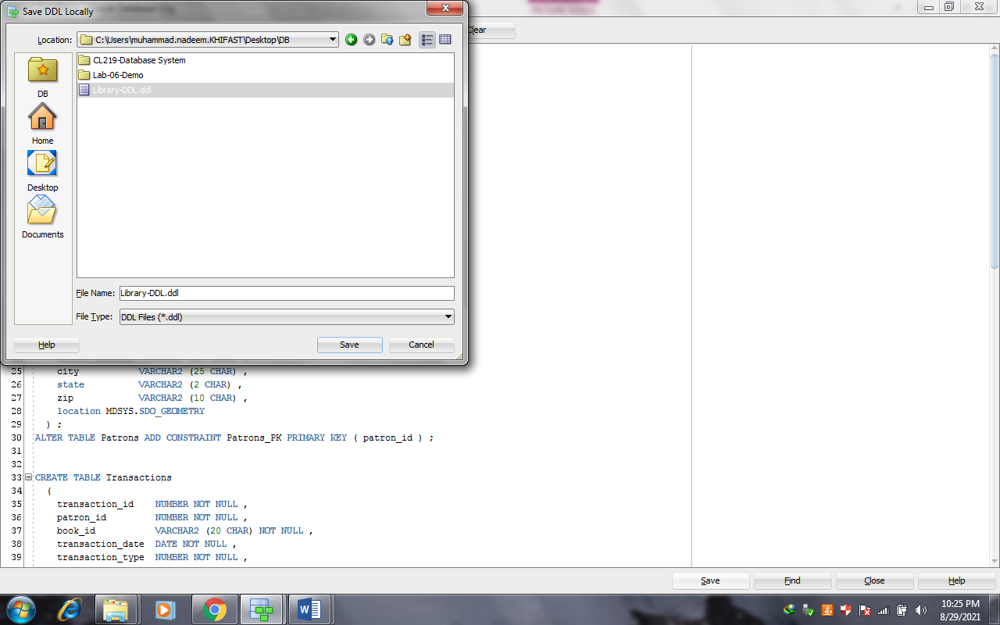 Save DDL Locally
Clear
Location: C:\Users\muhammad.nadeem.KHIFAST\Desktop\DB
CL219-Database System
Lab-06-Demo
Library-DDL.ddl
DB
Home
Desktop
Documents
File Name: Library-DDL.ddl
File Type: DDL Files (*.ddl)
Help Save Cancel
25 city VARCHAR2 (25 CHAR) ,
26 state VARCHAR2 (2 CHAR) ,
27 zip VARCHAR2 (10 CHAR) ,
28 location MDSYS.SDO_GEOMETRY
29 ) ;
30 ALTER TABLE Patrons ADD CONSTRAINT Patrons_PK PRIMARY KEY ( patron_id ) ;
31
32
33 CREATE TABLE Transactions
34 (
35 transaction_id NUMBER NOT NULL ,
36 patron_id NUMBER NOT NULL ,
37 book_id VARCHAR2 (20 CHAR) NOT NULL ,
38 transaction_date DATE NOT NULL ,
39 transaction_type NUMBER NOT NULL ,
Save Find Close Help
10:25 PM
8/29/2021